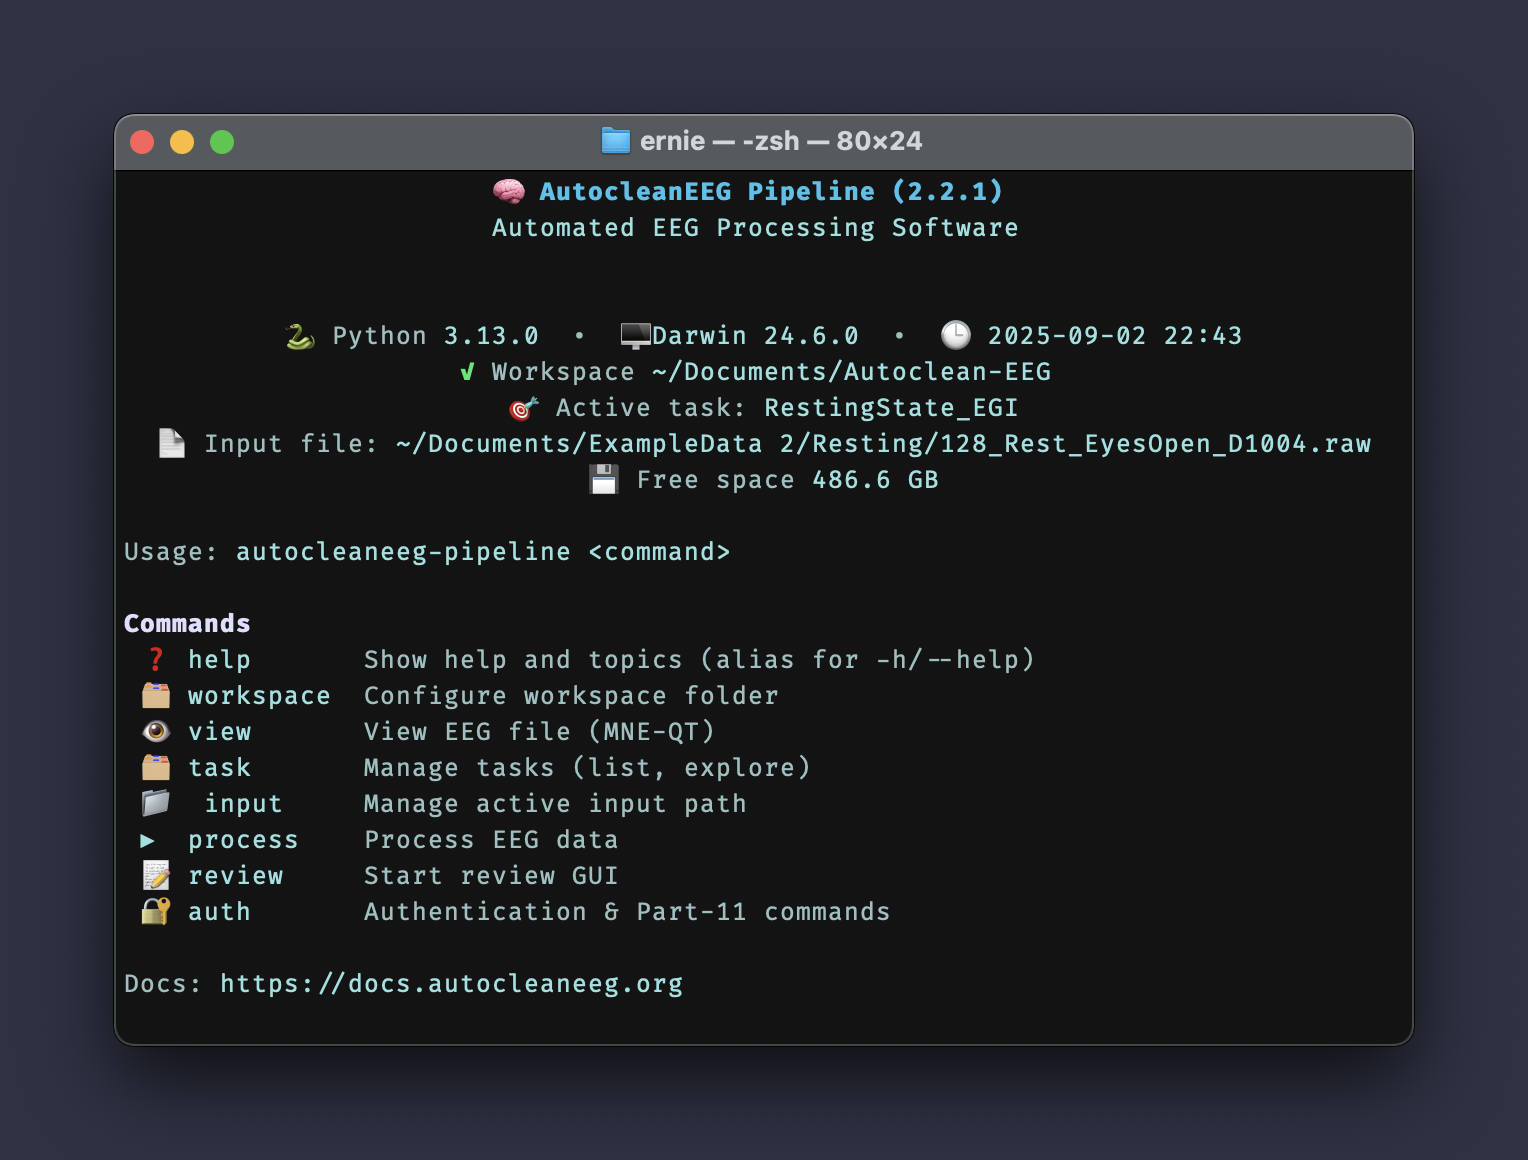 ernie — -zsh — 80×24
AutocleanEEG Pipeline (2.2.1)
Automated EEG Processing Software
Python 3.13.0 • Darwin 24.6.0 • 2025-09-02 22:43
√ Workspace ~/Documents/Autoclean-EEG
Active task: RestingState_EGI
Input file: ~/Documents/ExampleData 2/Resting/128_Rest_EyesOpen_D1004.raw
Free space 486.6 GB
Usage: autocleaneeg-pipeline <command>
Commands
❓ help Show help and topics (alias for -h/--help)
workspace Configure workspace folder
view View EEG file (MNE-QT)
task Manage tasks (list, explore)
input Manage active input path
▶ process Process EEG data
review Start review GUI
auth Authentication & Part-11 commands
Docs: https://docs.autocleaneeg.org